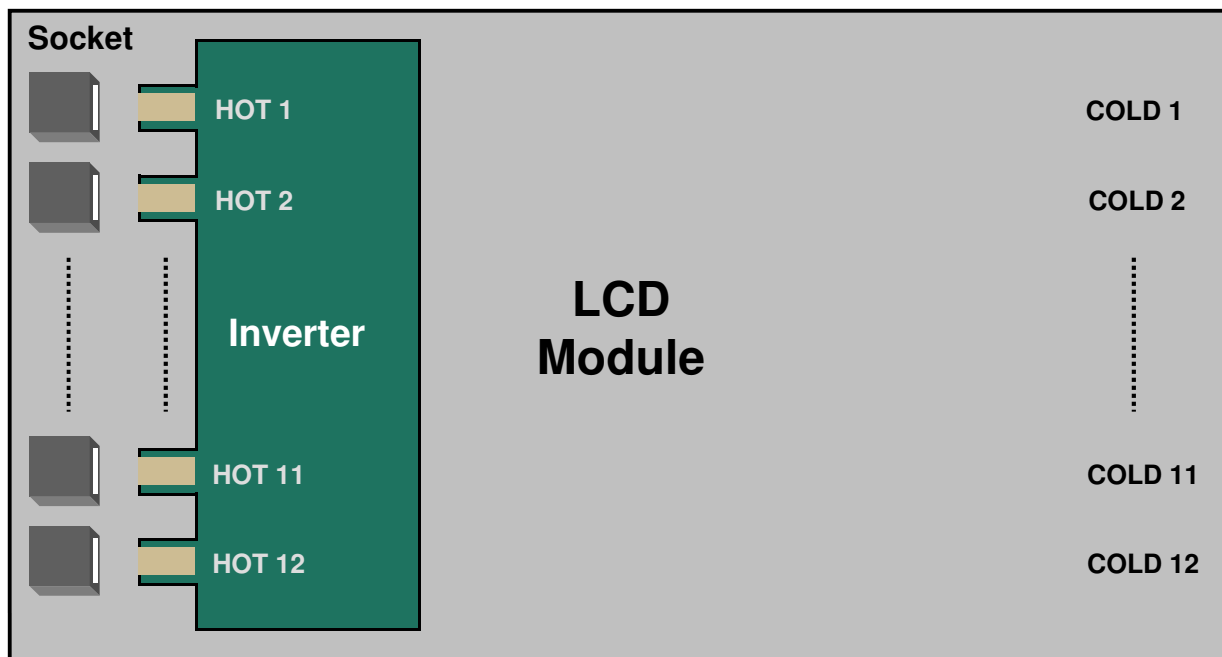 Socket
HOT 1
COLD 1
HOT 2
COLD 2
LCD
Module
Inverter
HOT 11
COLD 11
HOT 12
COLD 12